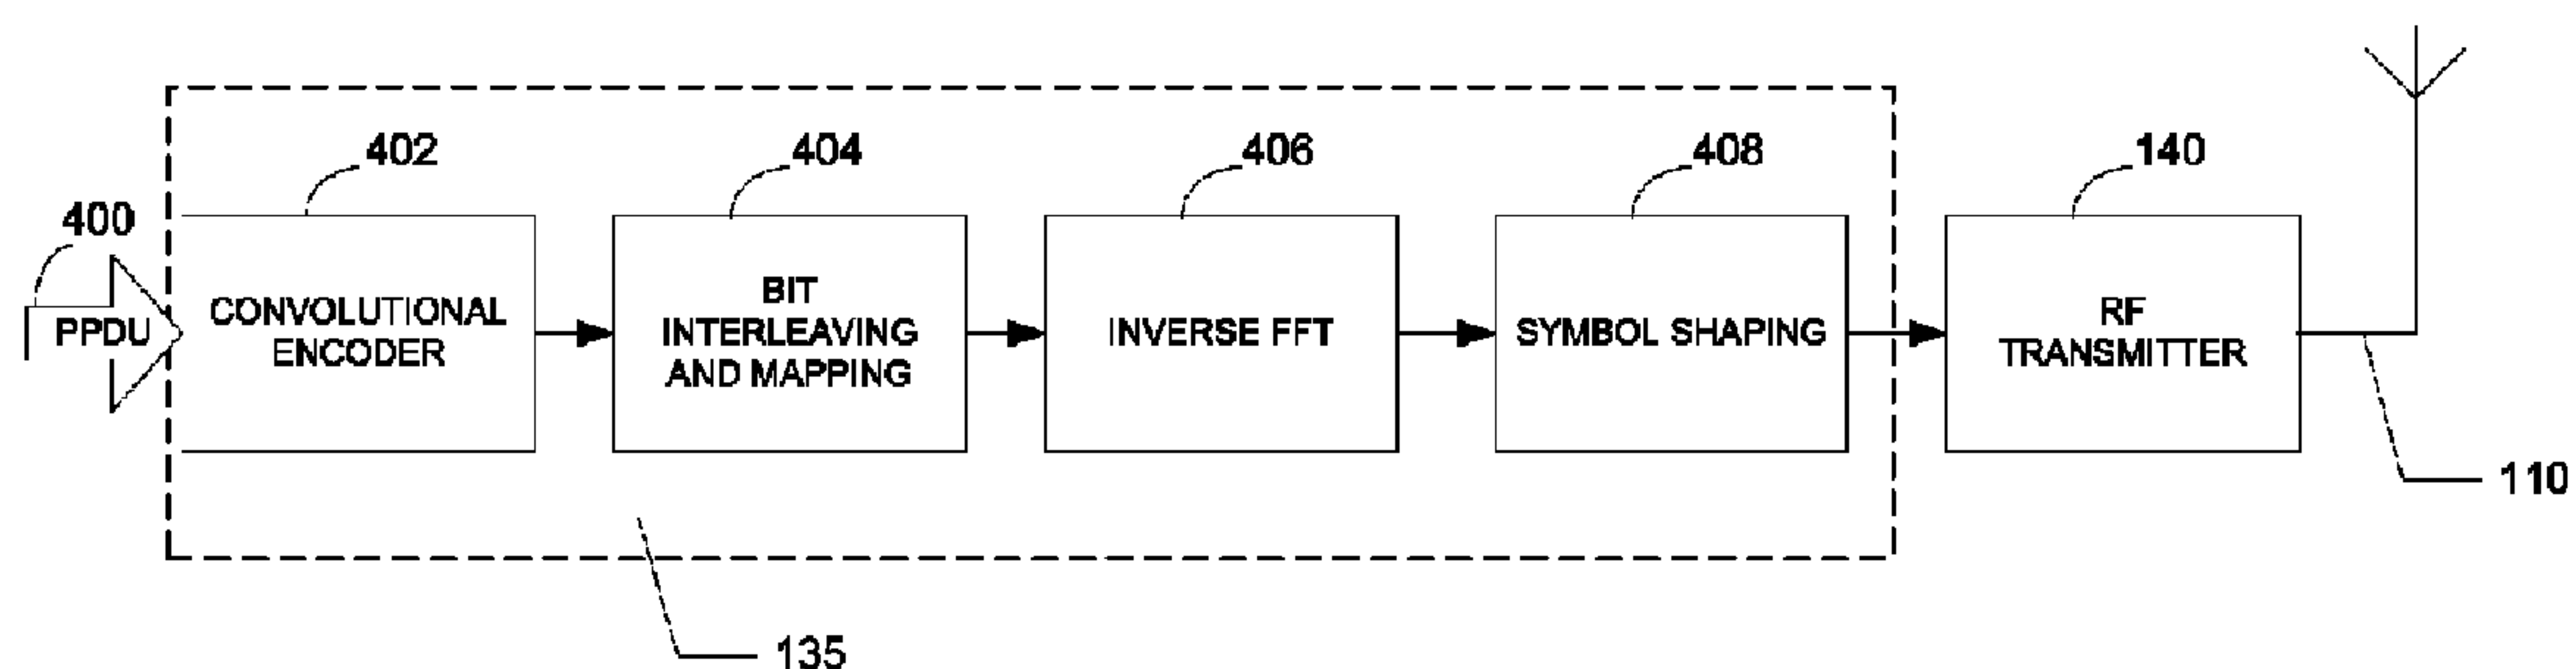 402
404
406
408
140
400
PPDU
CONVOLUTIONAL
ENCODER
BIT
INTERLEAVING
AND MAPPING
INVERSE FFT
SYMBOL SHAPING
RF
TRANSMITTER
110
135